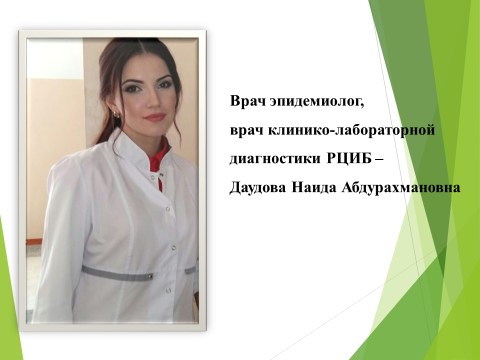 Врач эпидемиолог,
врач клинико-лабораторной
диагностики РЦИБ –
Даудова Наида Абдурахмановна